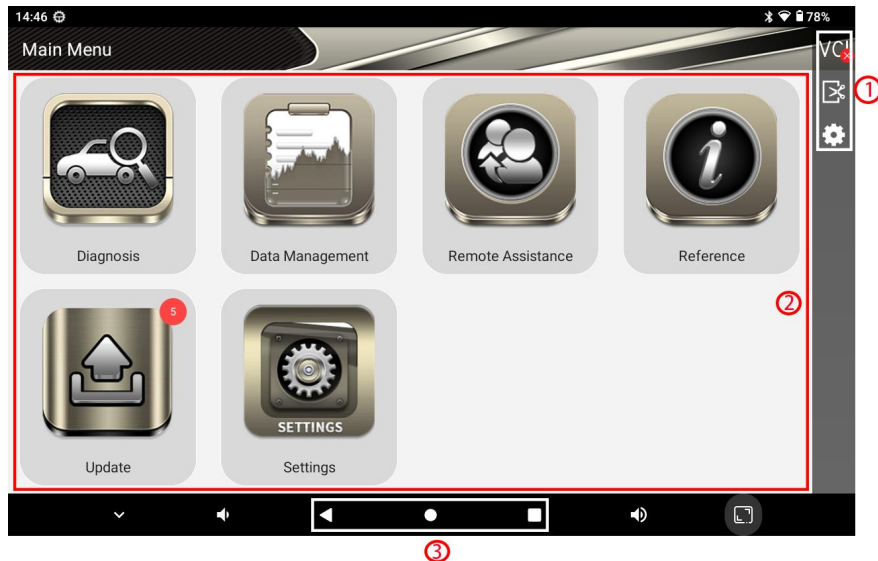 14:46 78%
Main Menu VCI
①
Diagnosis Data Management Remote Assistance Reference
②
5
SETTINGS
Update Settings
③